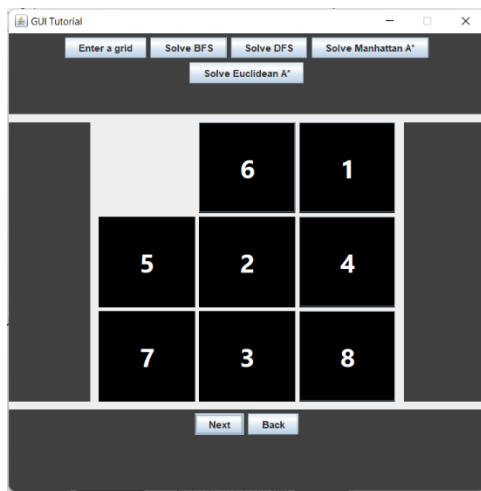 GUI Tutorial
Enter a grid Solve BFS Solve DFS Solve Manhattan A*
Solve Euclidean A*
6 1
5 2 4
7 3 8
Next Back